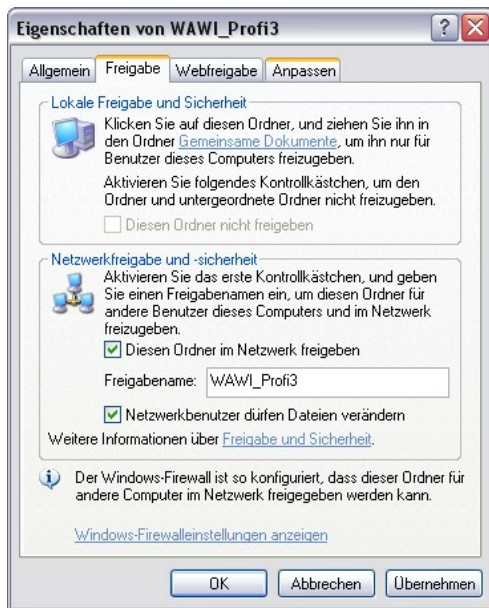 Eigenschaften von WAWI_Profi3
Allgemein Freigabe Webfreigabe Anpassen
Lokale Freigabe und Sicherheit
Klicken Sie auf diesen Ordner, und ziehen Sie ihn in
den Ordner Gemeinsame Dokumente, um ihn nur für
Benutzer dieses Computers freizugeben.
Aktivieren Sie folgendes Kontrollkästchen, um den
Ordner und untergeordnete Ordner nicht freizugeben.
Diesen Ordner nicht freigeben
Netzwerkfreigabe und -sicherheit
Aktivieren Sie das erste Kontrollkästchen, und geben
Sie einen Freigabenamen ein, um diesen Ordner für
andere Benutzer dieses Computers und im Netzwerk
freizugeben.
Diesen Ordner im Netzwerk freigeben
Freigabename: WAWI_Profi3
Netzwerkbenutzer dürfen Dateien verändern
Weitere Informationen über Freigabe und Sicherheit.
Der Windows-Firewall ist so konfiguriert, dass dieser Ordner für
andere Computer im Netzwerk freigegeben werden kann.
Windows-Firewalleinstellungen anzeigen
OK Abbrechen Übernehmen